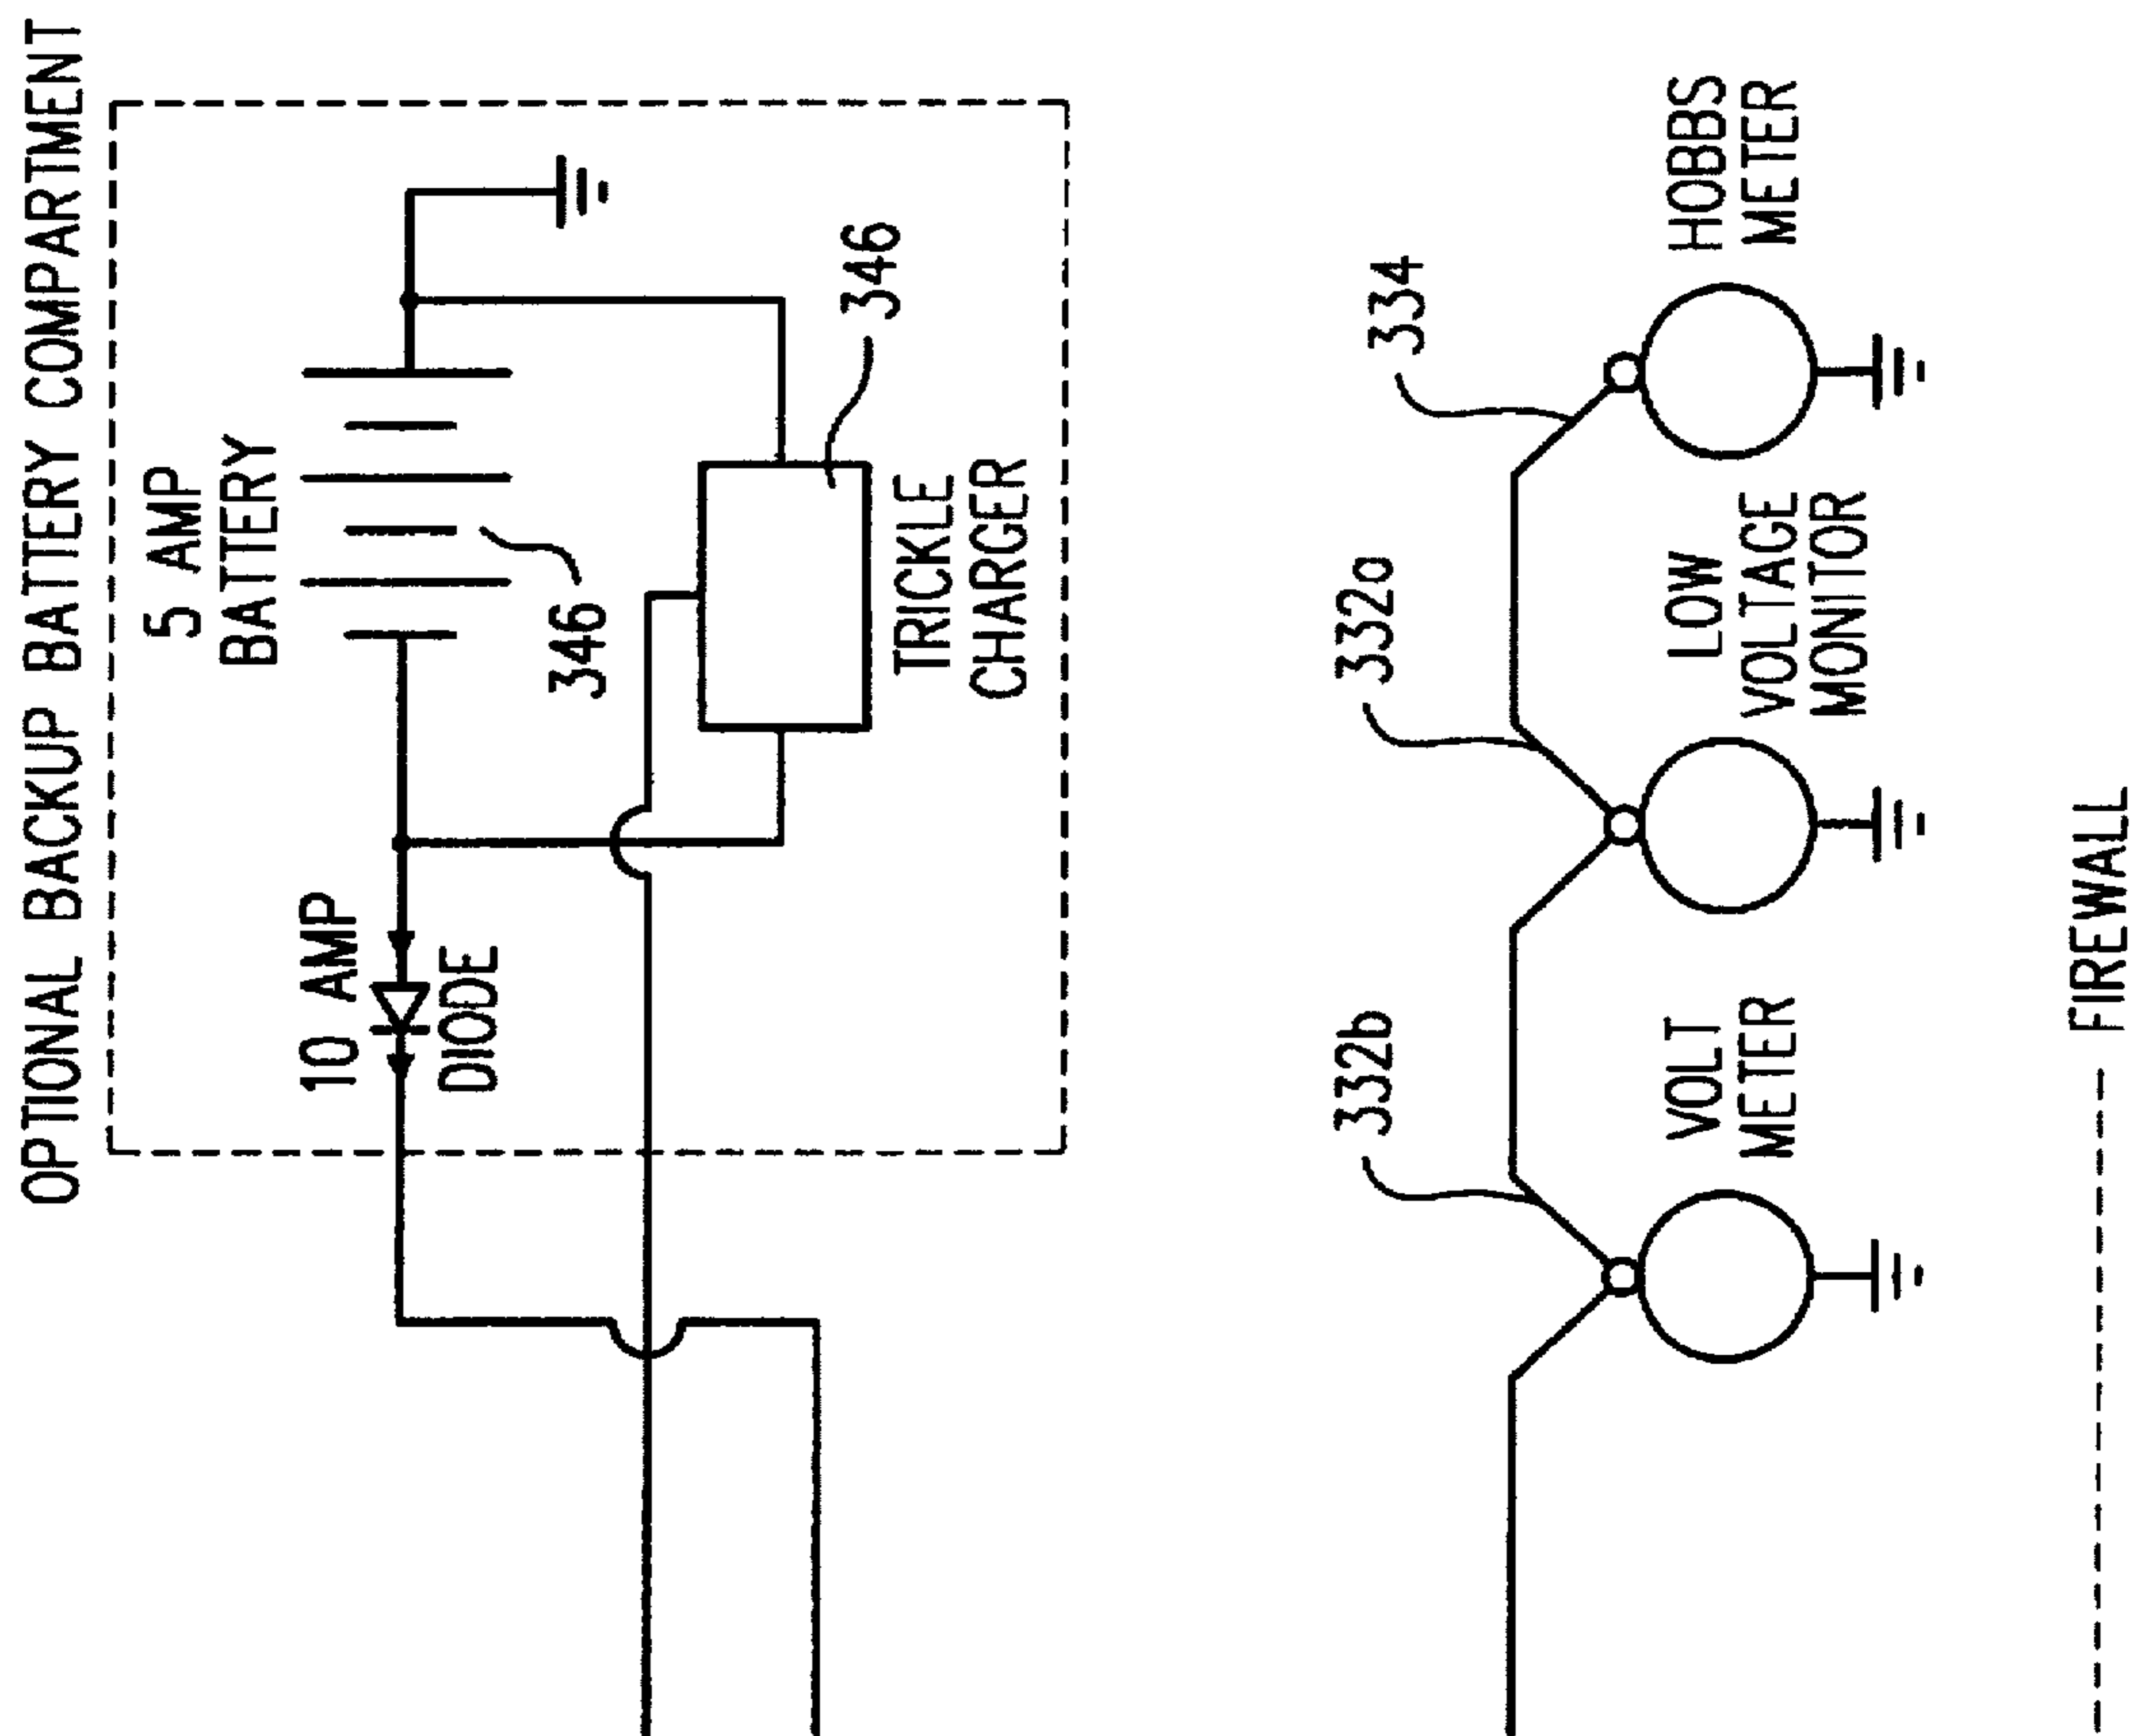 OPTIONAL BACKUP BATTERY COMPARTMENT
5 AMP
BATTERY
10 AMP
DIODE
346
346
TRICKLE
CHARGER
332b
332a
334
VOLT
METER
LOW
VOLTAGE
MONITOR
HOBBS
METER
FIREWALL